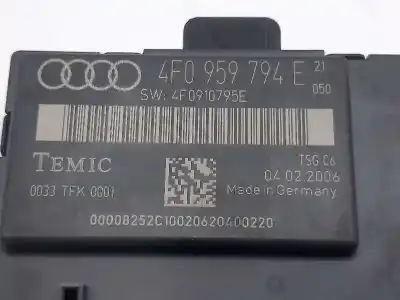 4F0 959 794 E 21
050
SW: 4F0910795E
TEMIC
TSG C6
04.02.2006
0033 TFK 0001
Made in Germany
00008252C10020620400220